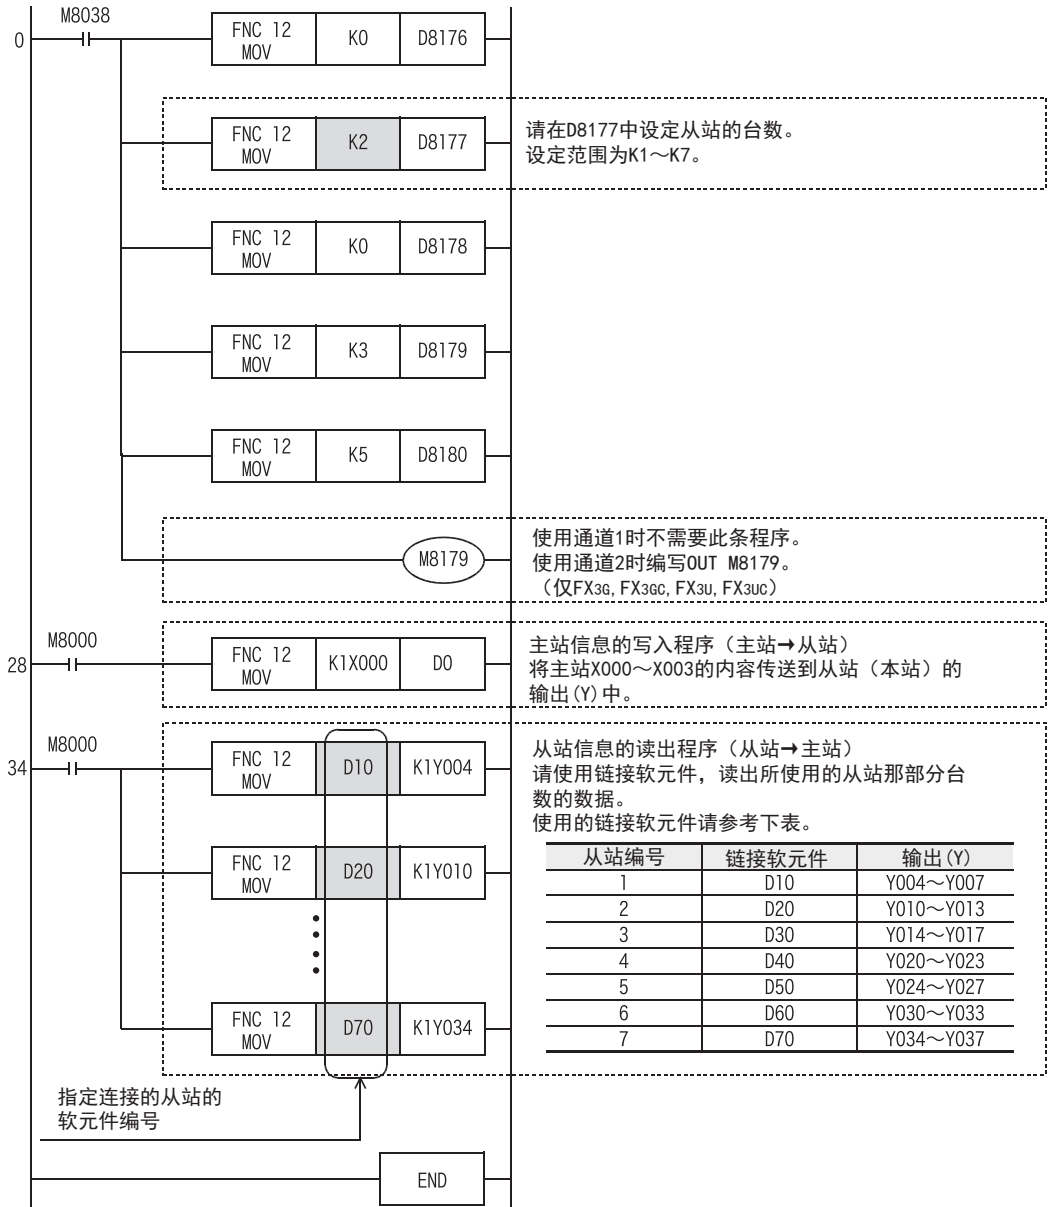 M8038
0
FNC 12
MOV
K0
D8176
FNC 12
MOV
K2
D8177
请在D8177中设定从站的台数。
设定范围为K1～K7。
FNC 12
MOV
K0
D8178
FNC 12
MOV
K3
D8179
FNC 12
MOV
K5
D8180
M8179
使用通道1时不需要此条程序。
使用通道2时编写OUT M8179。
（仅FX3G, FX3GC, FX3U, FX3UC）
M8000
28
FNC 12
MOV
K1X000
D0
主站信息的写入程序（主站➞从站）
将主站X000～X003的内容传送到从站（本站）的
输出(Y)中。
M8000
34
FNC 12
MOV
D10
K1Y004
FNC 12
MOV
D20
K1Y010
FNC 12
MOV
D70
K1Y034
从站信息的读出程序（从站➞主站）
请使用链接软元件，读出所使用的从站那部分台
数的数据。
使用的链接软元件请参考下表。
从站编号 链接软元件 输出(Y)
1 D10 Y004～Y007
2 D20 Y010～Y013
3 D30 Y014～Y017
4 D40 Y020～Y023
5 D50 Y024～Y027
6 D60 Y030～Y033
7 D70 Y034～Y037
指定连接的从站的
软元件编号
END